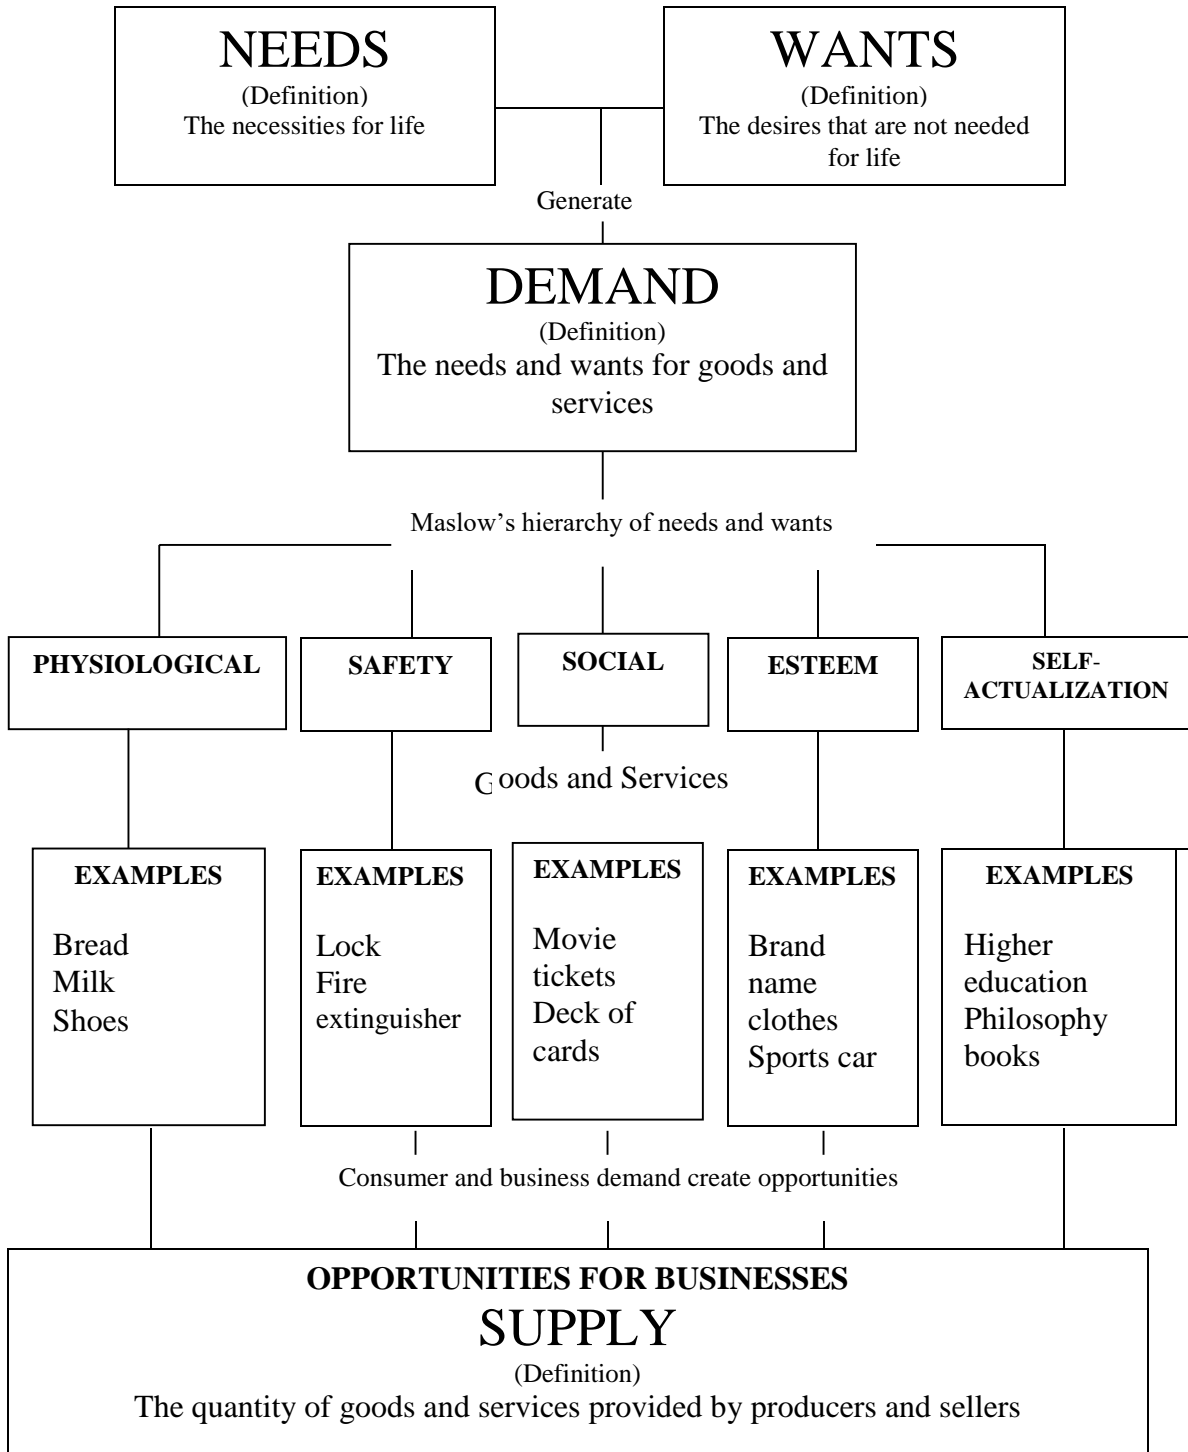 NEEDS
(Definition)
The necessities for life
WANTS
(Definition)
The desires that are not needed
for life
Generate
DEMAND
(Definition)
The needs and wants for goods and
services
Maslow’s hierarchy of needs and wants
PHYSIOLOGICAL
SAFETY
SOCIAL
ESTEEM
SELF-
ACTUALIZATION
Goods and Services
EXAMPLES
Bread
Milk
Shoes
EXAMPLES
Lock
Fire
extinguisher
EXAMPLES
Movie
tickets
Deck of
cards
EXAMPLES
Brand
name
clothes
Sports car
EXAMPLES
Higher
education
Philosophy
books
Consumer and business demand create opportunities
OPPORTUNITIES FOR BUSINESSES
SUPPLY
(Definition)
The quantity of goods and services provided by producers and sellers